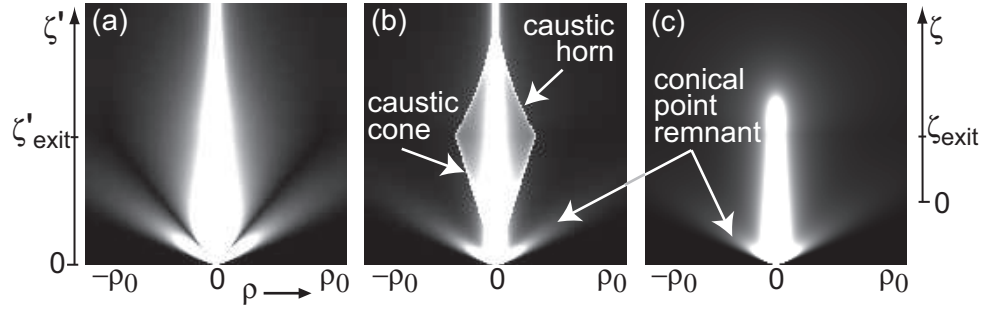 ζ'
(a)
(b)
caustic
horn
(c)
ζ
caustic
cone
conical
point
remnant
ζ'exit
ζexit
0
0
−ρ0
0
ρ
ρ0
−ρ0
0
ρ0
−ρ0
0
ρ0